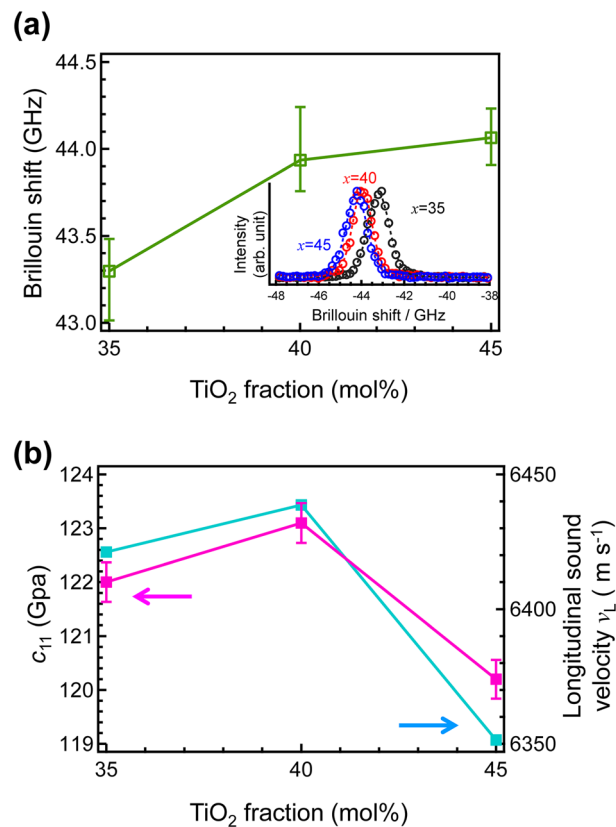 (a)
Brillouin shift (GHz)
44.5
44.0
43.5
43.0
35
40
45
TiO2 fraction (mol%)
Intensity
(arb. unit)
x=40
x=35
x=45
-48
-46
-44
-42
-40
-38
Brillouin shift / GHz
(b)
c11 (Gpa)
124
123
122
121
120
119
6450
6400
6350
Longitudinal sound
velocity vL ( m s-1)
35
40
45
TiO2 fraction (mol%)